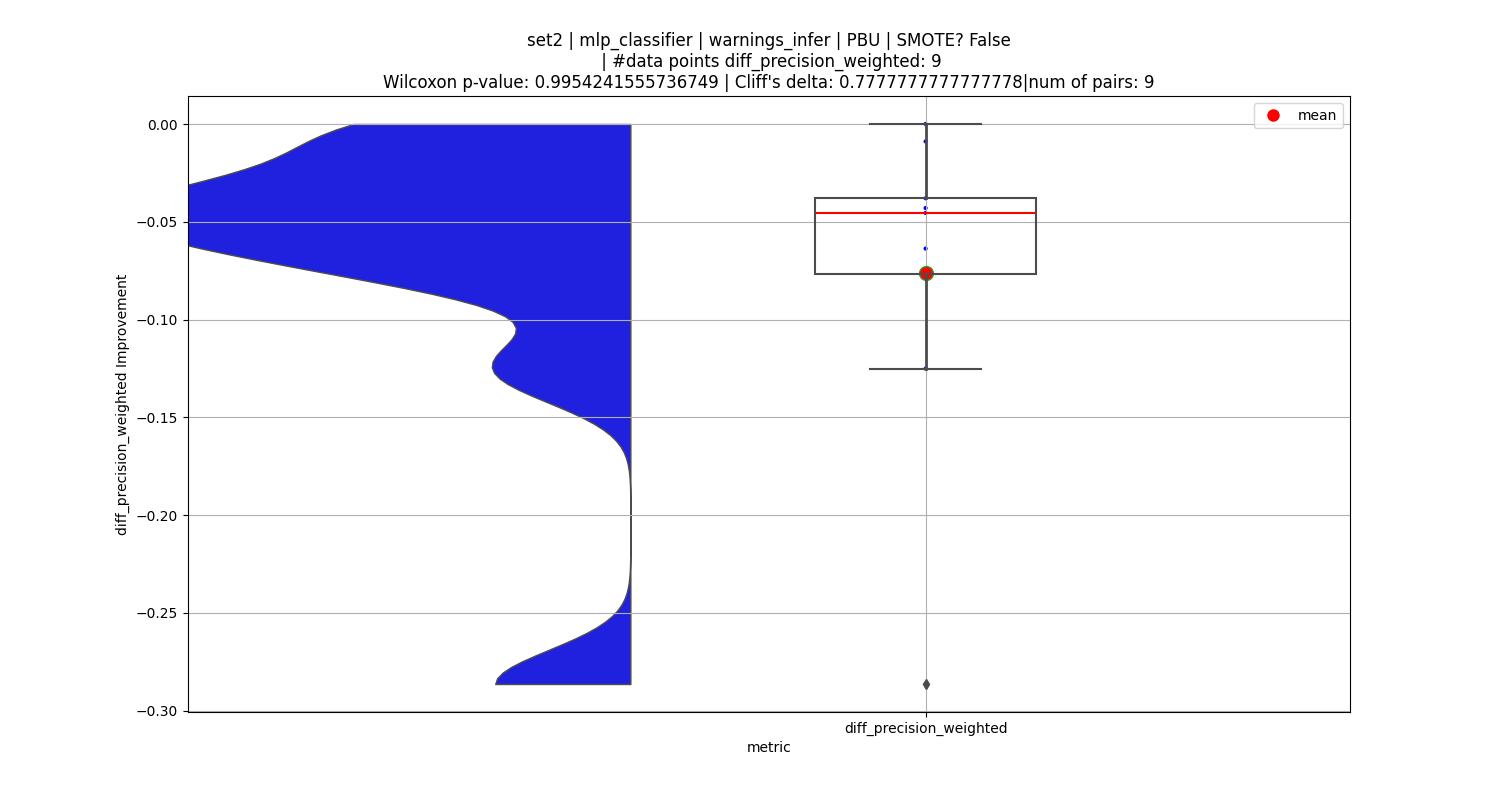 set2 | mlp_classifier | warnings_infer | PBU | SMOTE? False
| #data points diff_precision_weighted: 9
Wilcoxon p-value: 0.9954241555736749 | Cliff's delta: 0.7777777777777778|num of pairs: 9
mean
0.00
−0.05
−0.10
−0.15
−0.20
−0.25
−0.30
diff_precision_weighted Improvement
diff_precision_weighted
metric